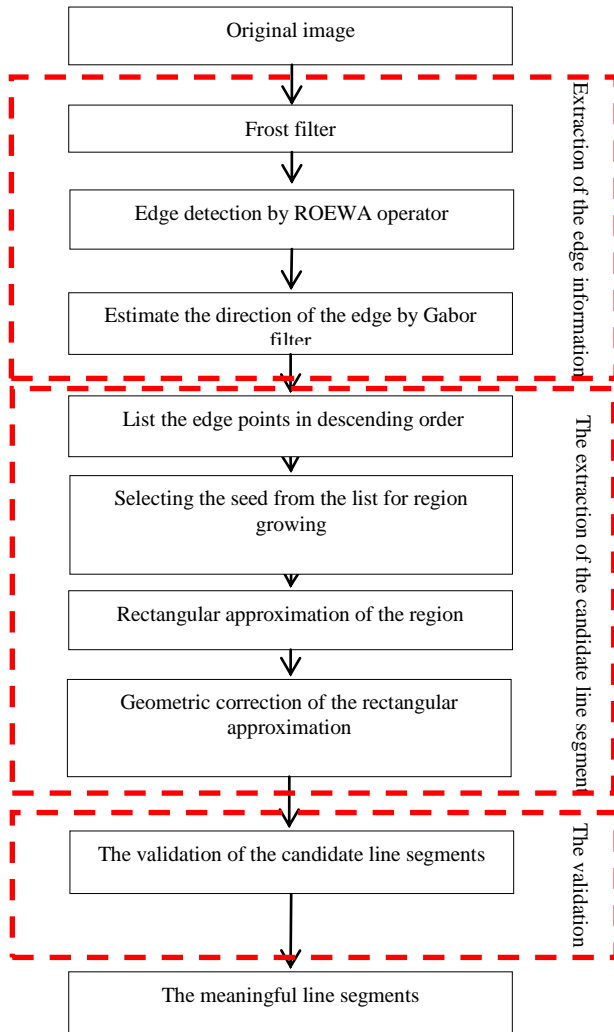 Original image
Frost filter
Edge detection by ROEWA operator
Estimate the direction of the edge by Gabor
filter
Extraction of the edge information
List the edge points in descending order
Selecting the seed from the list for region
growing
Rectangular approximation of the region
Geometric correction of the rectangular
approximation
The extraction of the candidate line segment
The validation of the candidate line segments
The validation
The meaningful line segments